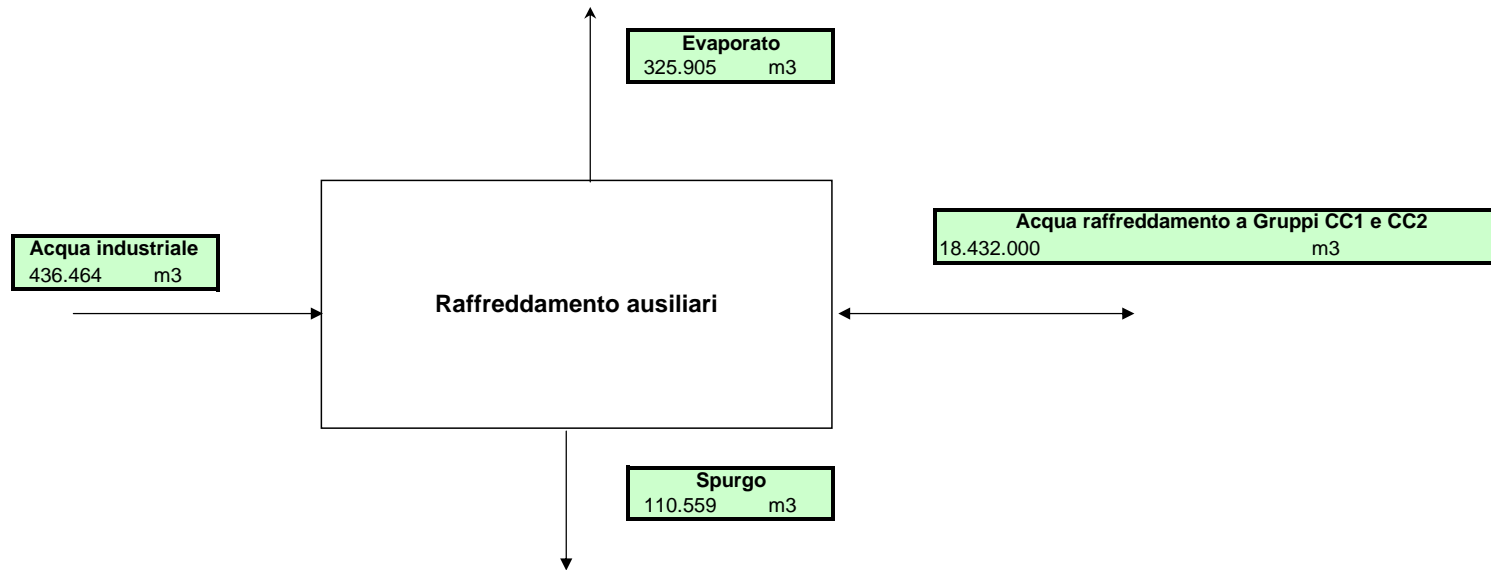 Evaporato
325.905 m3
Acqua raffreddamento a Gruppi CC1 e CC2
18.432.000 m3
Acqua industriale
436.464 m3
Raffreddamento ausiliari
Spurgo
110.559 m3